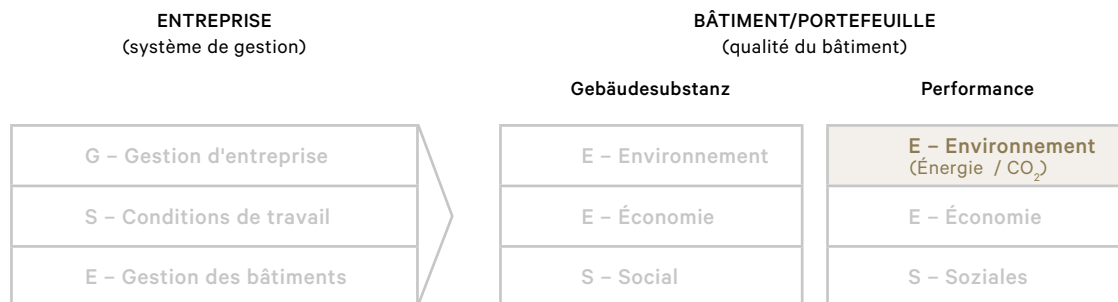 ENTREPRISE
(système de gestion)
BÂTIMENT/PORTEFEUILLE
(qualité du bâtiment)
Gebäudesubstanz
Performance
G – Gestion d'entreprise
S – Conditions de travail
E – Gestion des bâtiments
E – Environnement
E – Économie
S – Social
E – Environnement
(Énergie / CO₂)
E – Économie
S – Soziales